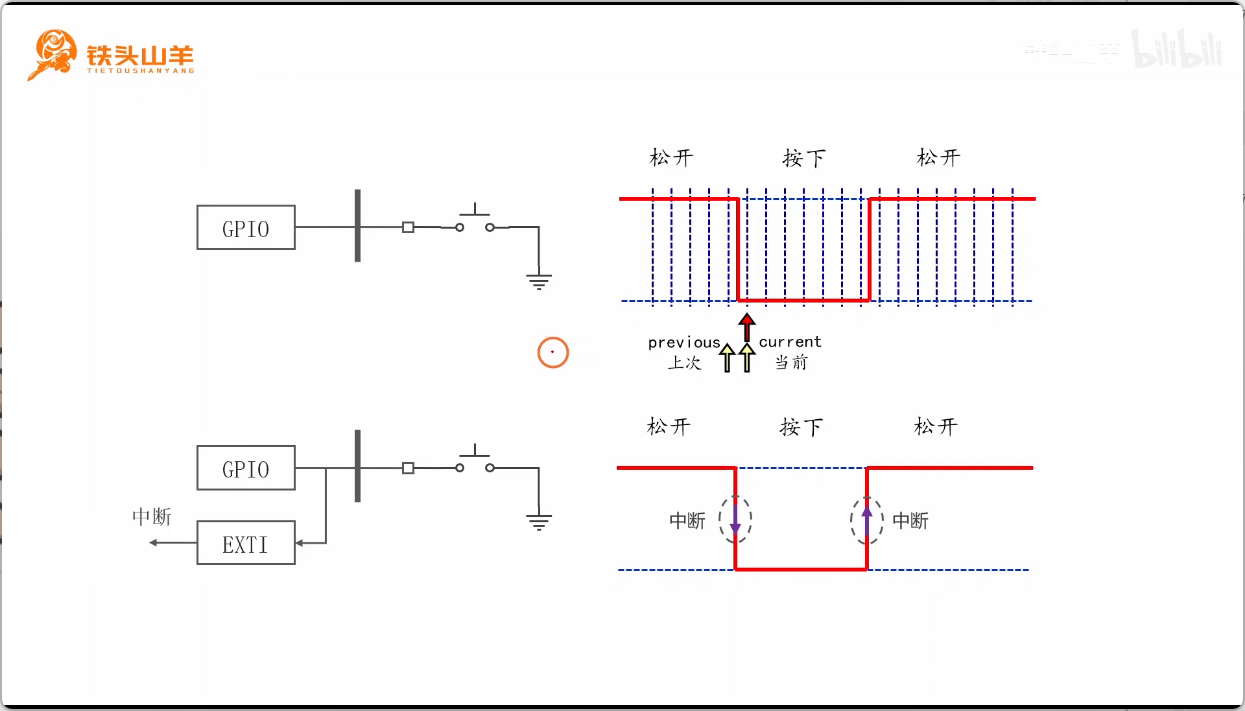 铁头山羊
TIETOUSHANYANG
bilibili
松开 按下 松开
GPIO
previous current
上次 当前
松开 按下 松开
GPIO
中断
EXTI
中断 中断